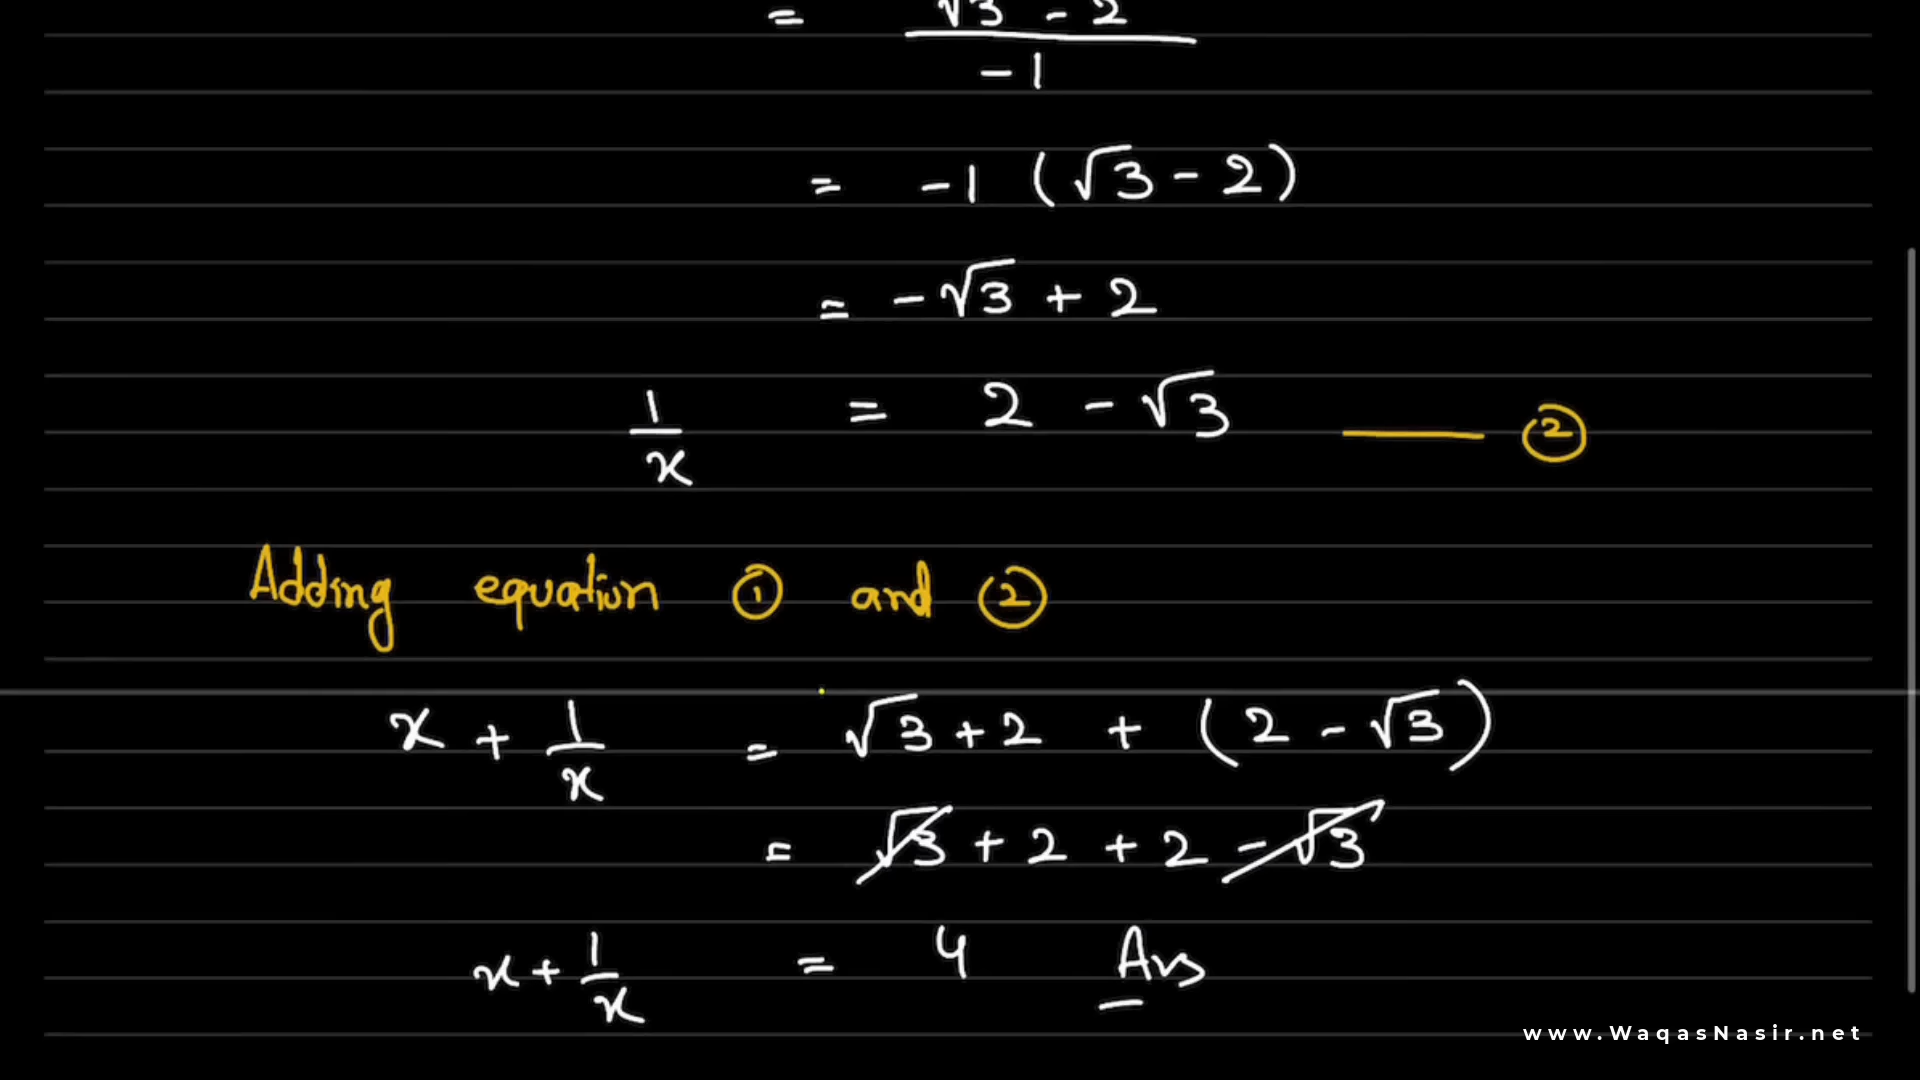 = √3 - 2 / -1
= -1 (√3 - 2)
= -√3 + 2
1/x = 2 - √3 —— ②
Adding equation ① and ②
x + 1/x = √3 + 2 + (2 - √3)
= √3 + 2 + 2 - √3
x + 1/x = 4 Ans
www.WaqasNasir.net